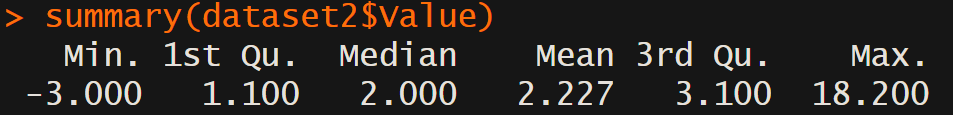 > summary(dataset2$Value)
Min. 1st Qu. Median Mean 3rd Qu. Max.
-3.000 1.100 2.000 2.227 3.100 18.200